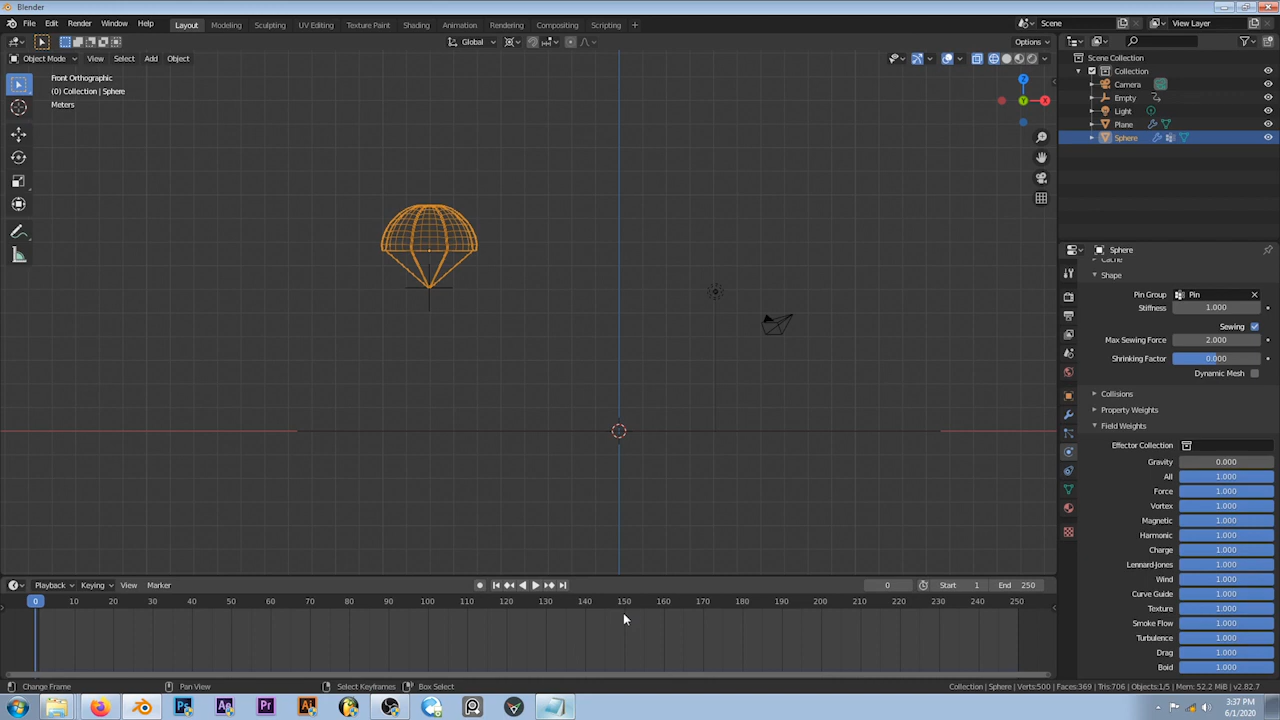 Blender
File Edit Render Window Help Layout Modeling Sculpting UV Editing Texture Paint Shading Animation Rendering Compositing Scripting + Scene View Layer
Global Options
Object Mode View Select Add Object
Front Orthographic
(0) Collection | Sphere
Meters
Z
Y
X
Scene Collection
Collection
Camera
Empty
Light
Plane
Sphere
Sphere
Cache
Shape
Pin Group Pin
Stiffness 1.000
Sewing
Max Sewing Force 2.000
Shrinking Factor 0.000
Dynamic Mesh
Collisions
Property Weights
Field Weights
Effector Collection
Gravity 0.000
All 1.000
Force 1.000
Vortex 1.000
Magnetic 1.000
Harmonic 1.000
Charge 1.000
Lennard-Jones 1.000
Wind 1.000
Curve Guide 1.000
Texture 1.000
Smoke Flow 1.000
Turbulence 1.000
Drag 1.000
Boid 1.000
Playback Keying View Marker 0 Start 1 End 250
0 10 20 30 40 50 60 70 80 90 100 110 120 130 140 150 160 170 180 190 200 210 220 230 240 250
Change Frame Pan View Select Keyframes Box Select Collection | Sphere | Verts:500 | Faces:369 | Tris:706 | Objects:1/5 | Mem: 52.2 MiB | v2.82.7
Ps Ae Pr Ai
3:37 PM
6/1/2020